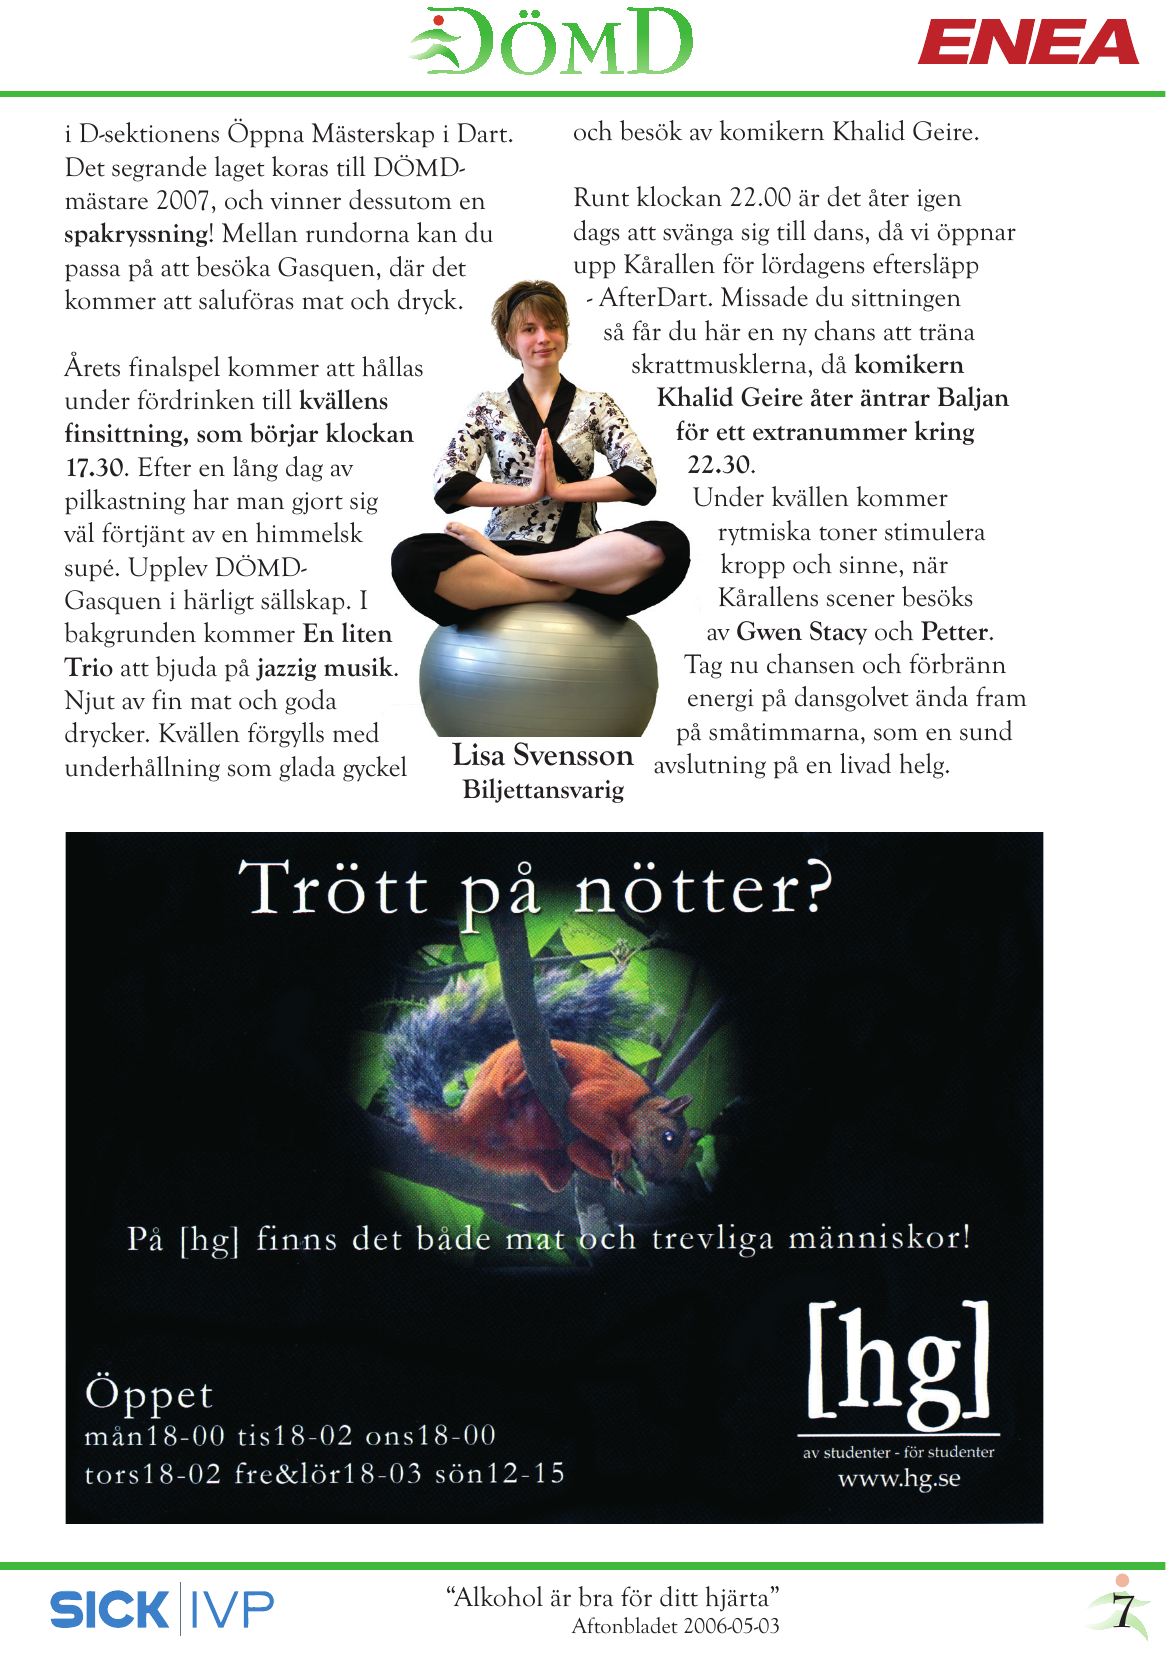 DÖMD
ENEA
i D-sektionens Öppna Mästerskap i Dart.
Det segrande laget koras till DÖMD-
mästare 2007, och vinner dessutom en
spakryssning! Mellan rundorna kan du
passa på att besöka Gasquen, där det
kommer att saluföras mat och dryck.
Årets finalspel kommer att hållas
under fördrinken till kvällens
finsittning, som börjar klockan
17.30. Efter en lång dag av
pilkastning har man gjort sig
väl förtjänt av en himmelsk
supé. Upplev DÖMD-
Gasquen i härligt sällskap. I
bakgrunden kommer En liten
Trio att bjuda på jazzig musik.
Njut av fin mat och goda
drycker. Kvällen förgylls med
underhållning som glada gyckel
och besök av komikern Khalid Geire.
Runt klockan 22.00 är det åter igen
dags att svänga sig till dans, då vi öppnar
upp Kårallen för lördagens eftersläpp
- AfterDart. Missade du sittningen
så får du här en ny chans att träna
skrattmusklerna, då komikern
Khalid Geire åter äntrar Baljan
för ett extranummer kring
22.30.
Under kvällen kommer
rytmiska toner stimulera
kropp och sinne, när
Kårallens scener besöks
av Gwen Stacy och Petter.
Tag nu chansen och förbränn
energi på dansgolvet ända fram
på småtimmarna, som en sund
avslutning på en livad helg.
Lisa Svensson
Biljettansvarig
Trött på nötter?
På [hg] finns det både mat och trevliga människor!
Öppet
mån18-00 tis18-02 ons18-00
tors18-02 fre&lör18-03 sön12-15
[hg]
av studenter - för studenter
www.hg.se
SICK IVP
“Alkohol är bra för ditt hjärta”
Aftonbladet 2006-05-03
7